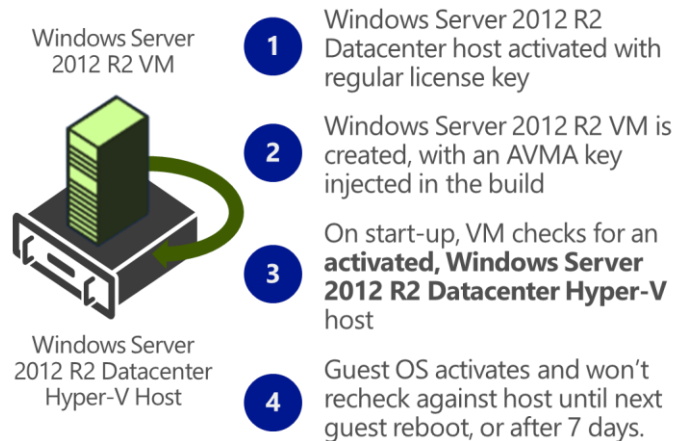 Windows Server
2012 R2 VM
Windows Server
2012 R2 Datacenter
Hyper-V Host
1
Windows Server 2012 R2
Datacenter host activated with
regular license key
2
Windows Server 2012 R2 VM is
created, with an AVMA key
injected in the build
3
On start-up, VM checks for an
activated, Windows Server
2012 R2 Datacenter Hyper-V
host
4
Guest OS activates and won't
recheck against host until next
guest reboot, or after 7 days.